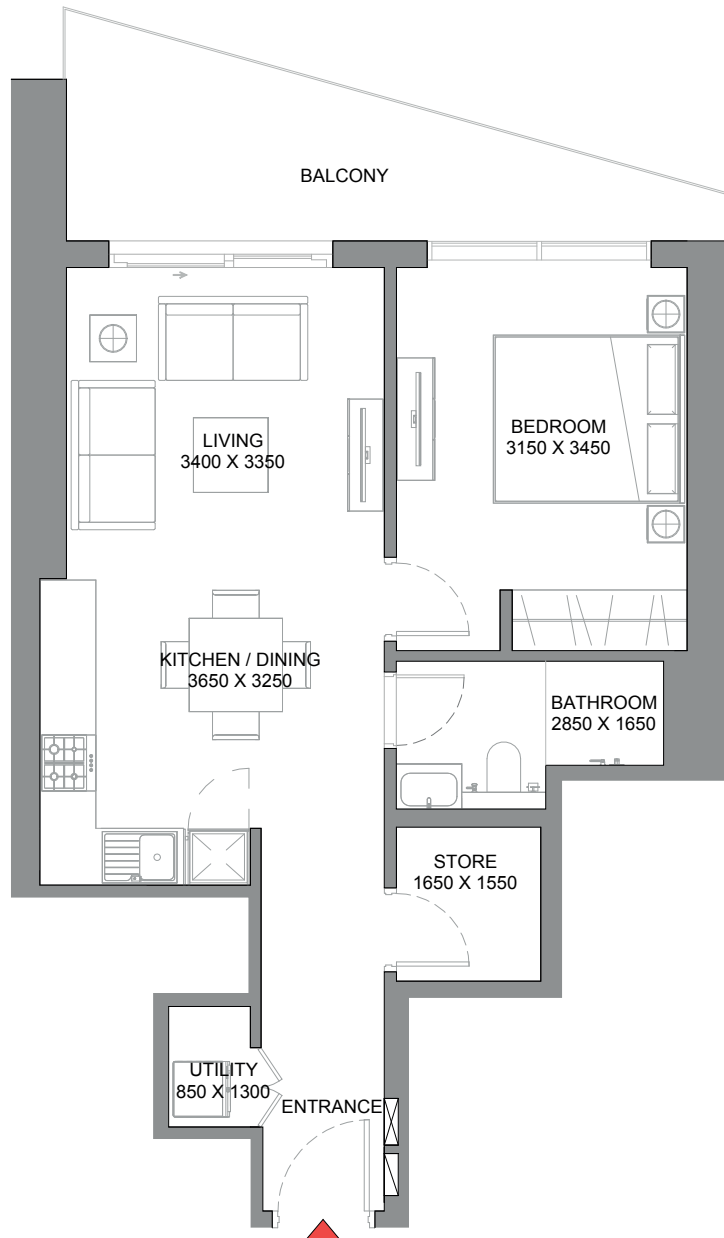 BALCONY
LIVING
3400 X 3350
BEDROOM
3150 X 3450
KITCHEN / DINING
3650 X 3250
BATHROOM
2850 X 1650
STORE
1650 X 1550
UTILITY
850 X 1300
ENTRANCE